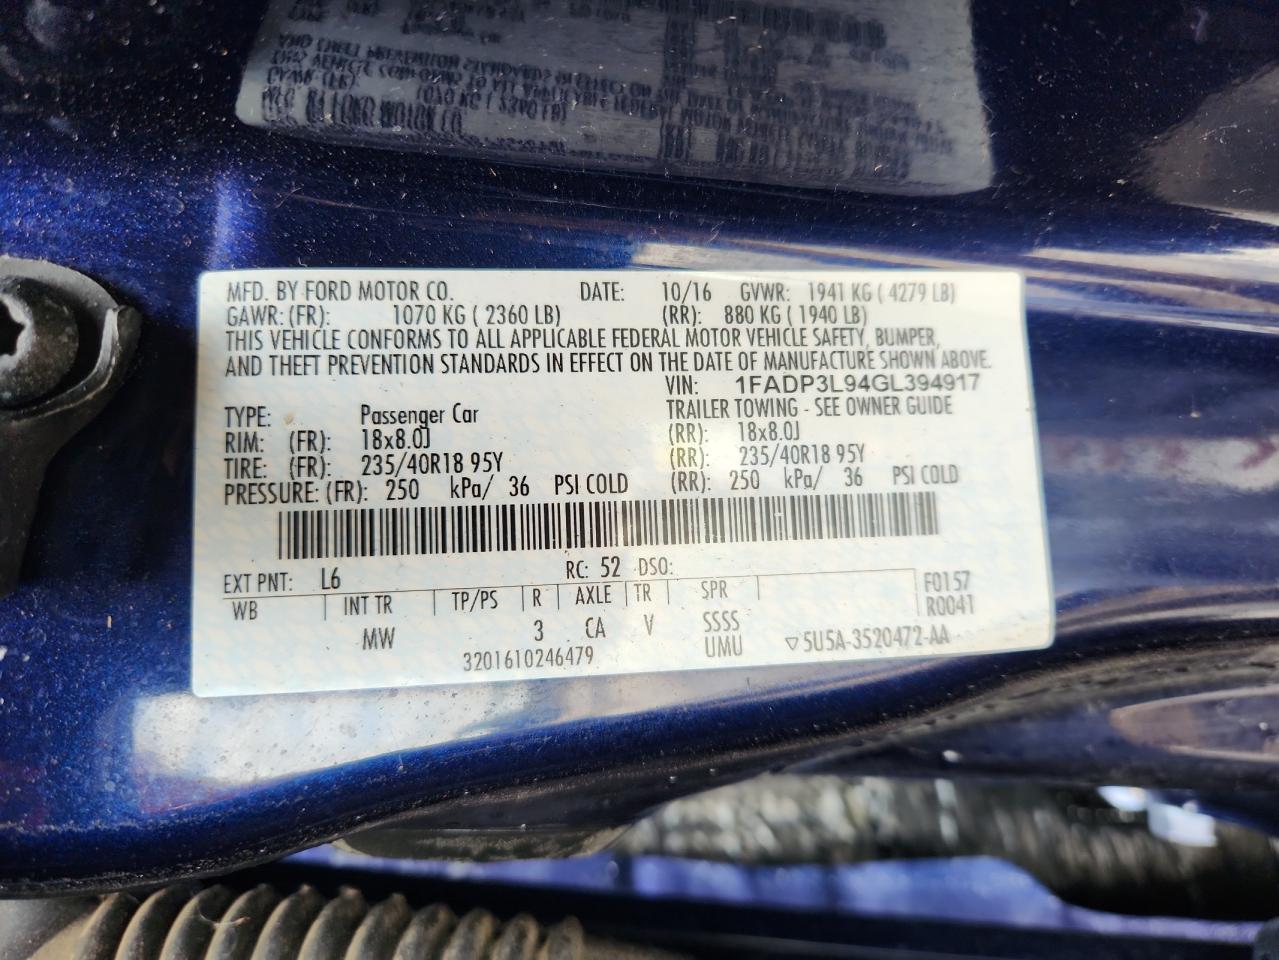 MFD. BY FORD MOTOR CO. DATE: 10/16 GVWR: 1941 KG ( 4279 LB)
GAWR: (FR): 1070 KG ( 2360 LB) (RR): 880 KG ( 1940 LB)
THIS VEHICLE CONFORMS TO ALL APPLICABLE FEDERAL MOTOR VEHICLE SAFETY, BUMPER,
AND THEFT PREVENTION STANDARDS IN EFFECT ON THE DATE OF MANUFACTURE SHOWN ABOVE.
VIN: 1FADP3L94GL394917
TYPE: Passenger Car TRAILER TOWING - SEE OWNER GUIDE
RIM: (FR): 18x8.0J (RR): 18x8.0J
TIRE: (FR): 235/40R18 95Y (RR): 235/40R18 95Y
PRESSURE: (FR): 250 kPa/ 36 PSI COLD (RR): 250 kPa/ 36 PSI COLD
EXT PNT: L6 RC: 52 DSO:
WB INT TR TP/PS R AXLE TR SPR F0157
R0041
MW 3 CA V SSSS
3201610246479 UMU ▽5U5A-3520472-AA